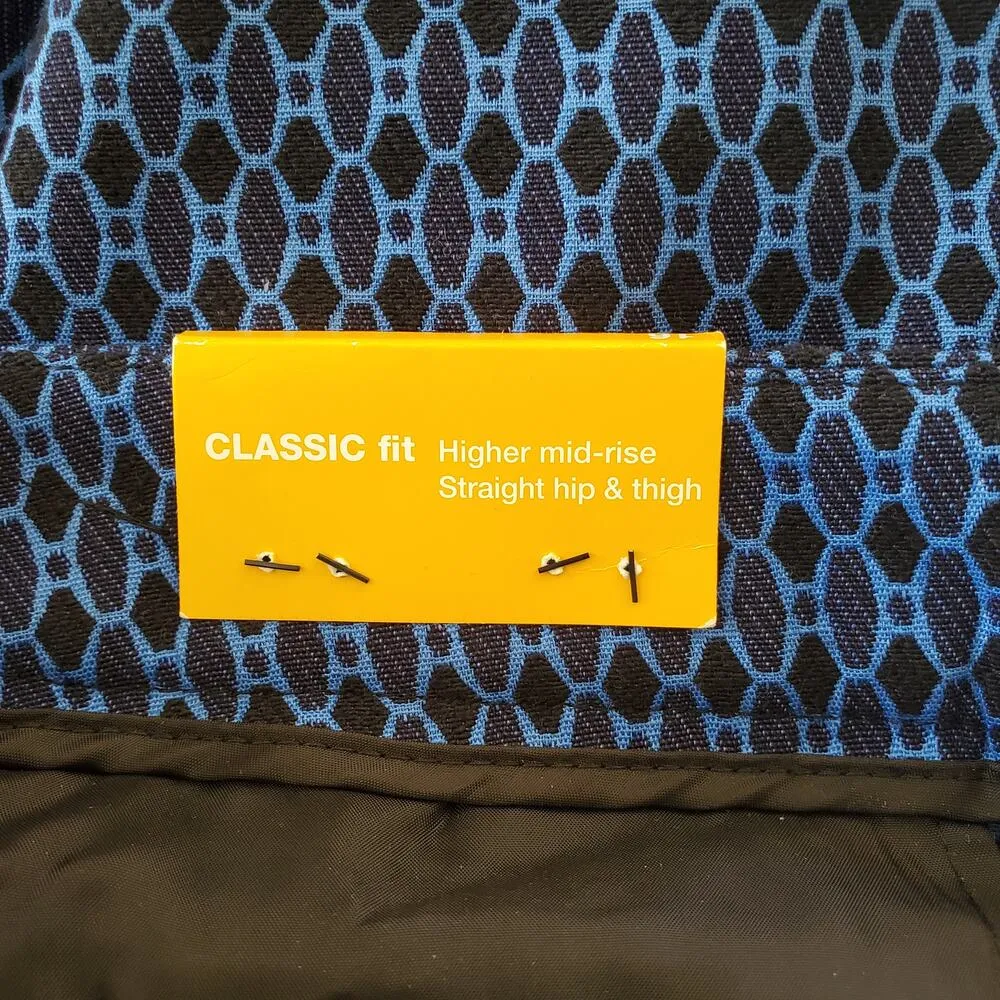 CLASSIC fit
Higher mid-rise
Straight hip & thigh